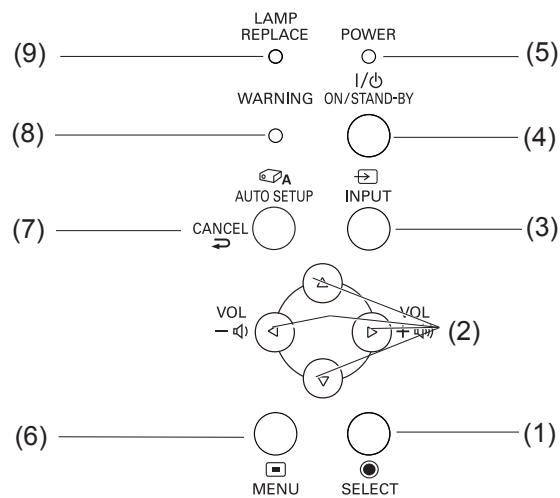 LAMP
REPLACE
POWER
(9)
(5)
I/⏻
WARNING
ON/STAND-BY
(8)
(4)
A
AUTO SETUP
INPUT
(7)
CANCEL
(3)
VOL
VOL
−
+
(2)
(6)
(1)
MENU
SELECT